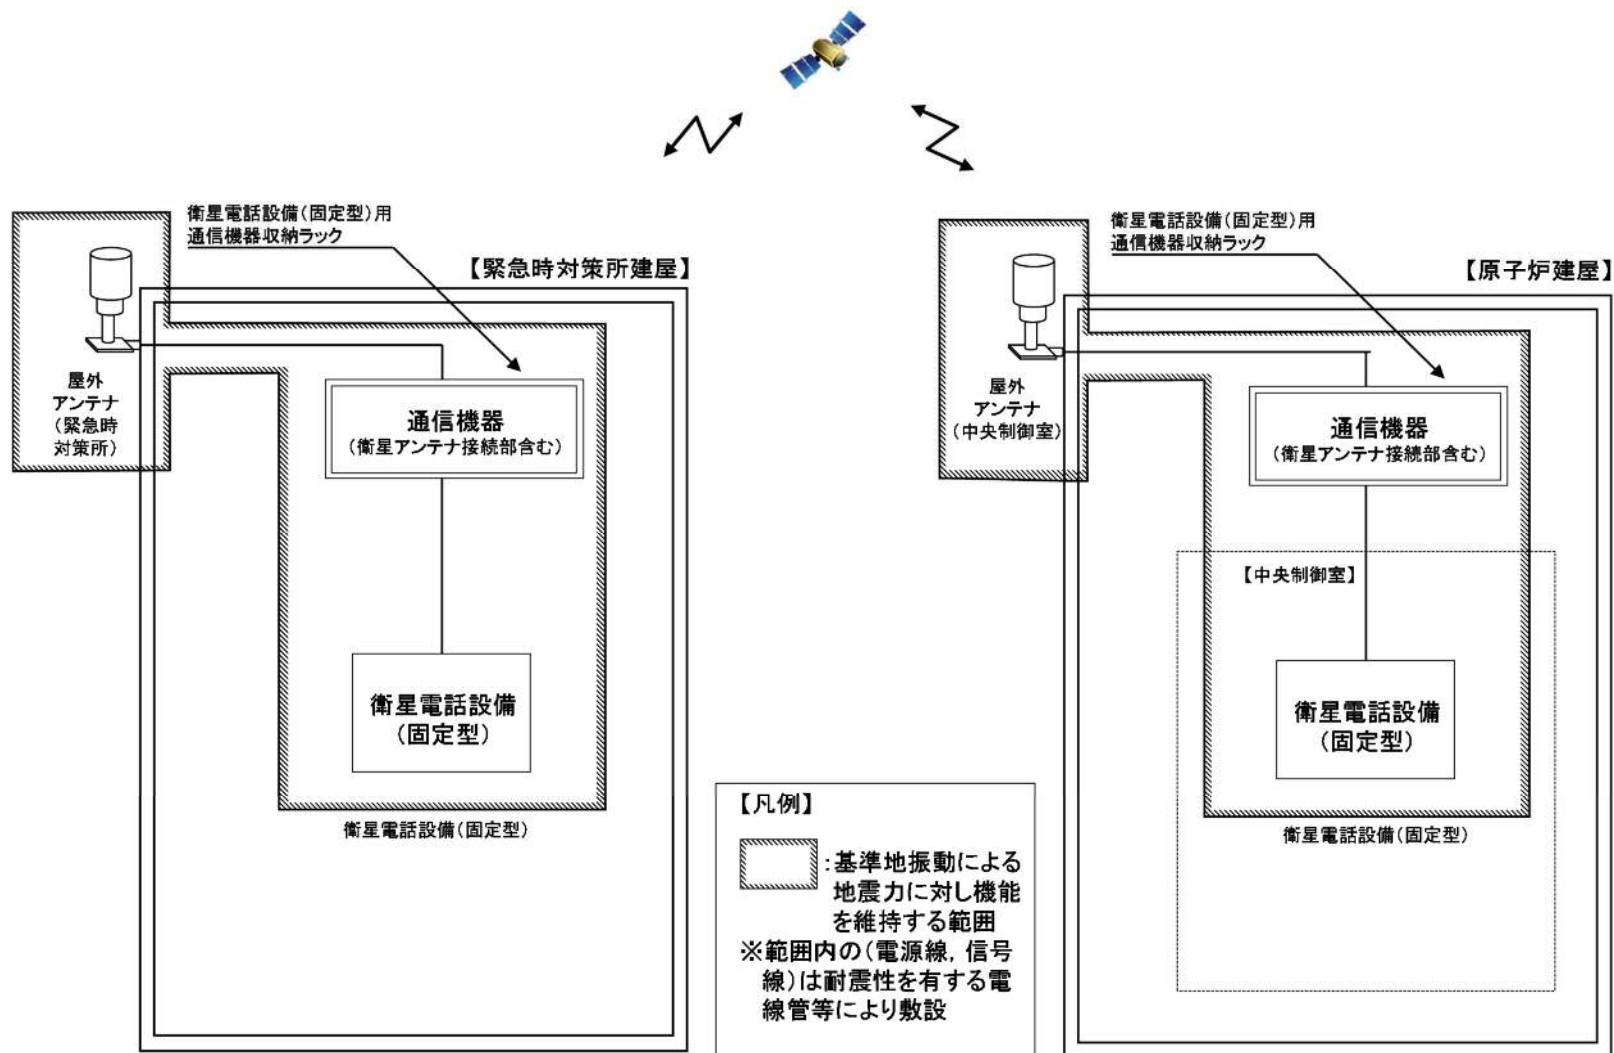 衛星電話設備(固定型)用
通信機器収納ラック
【緊急時対策所建屋】
屋外
アンテナ
(緊急時
対策所)
通信機器
(衛星アンテナ接続部含む)
衛星電話設備
(固定型)
衛星電話設備(固定型)
衛星電話設備(固定型)用
通信機器収納ラック
【原子炉建屋】
屋外
アンテナ
(中央制御室)
通信機器
(衛星アンテナ接続部含む)
【中央制御室】
衛星電話設備
(固定型)
衛星電話設備(固定型)
【凡例】
:基準地振動による
地震力に対し機能
を維持する範囲
※範囲内の(電源線,信号
線)は耐震性を有する電
線管等により敷設